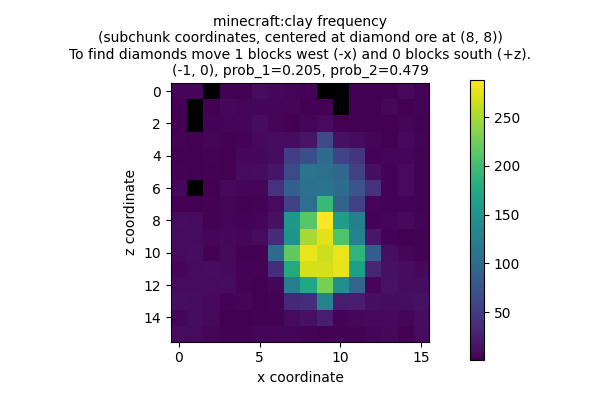 minecraft:clay frequency
(subchunk coordinates, centered at diamond ore at (8, 8))
To find diamonds move 1 blocks west (-x) and 0 blocks south (+z).
(-1, 0), prob_1=0.205, prob_2=0.479
0
2
4
6
8
10
12
14
z coordinate
0
5
10
15
x coordinate
250
200
150
100
50